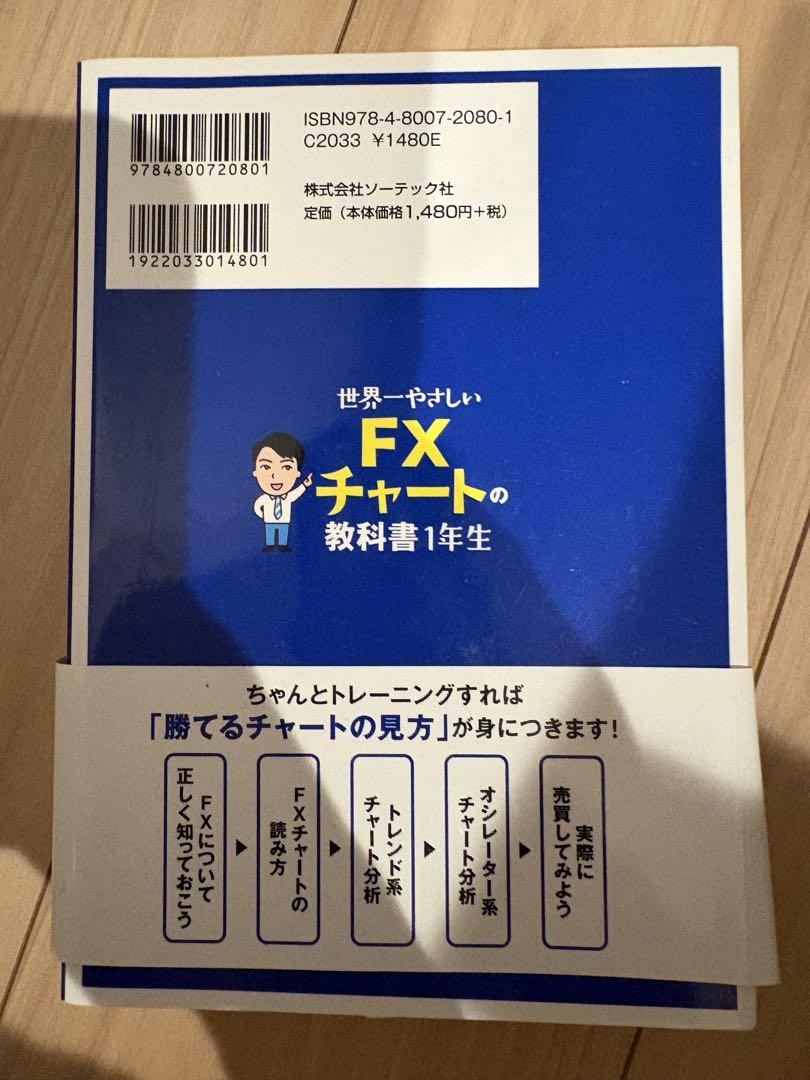 ISBN978-4-8007-2080-1
C2033 ¥1480E
9784800720801
株式会社ソーテック社
定価（本体価格1,480円＋税）
1922033014801
世界一やさしい
FX
チャートの
教科書1年生
ちゃんとトレーニングすれば
「勝てるチャートの見方」が身につきます！
FXについて
正しく知っておこう
▶
FXチャートの
読み方
▶
トレンド系
チャート分析
▶
オシレーター系
チャート分析
▶
実際に
売買してみよう